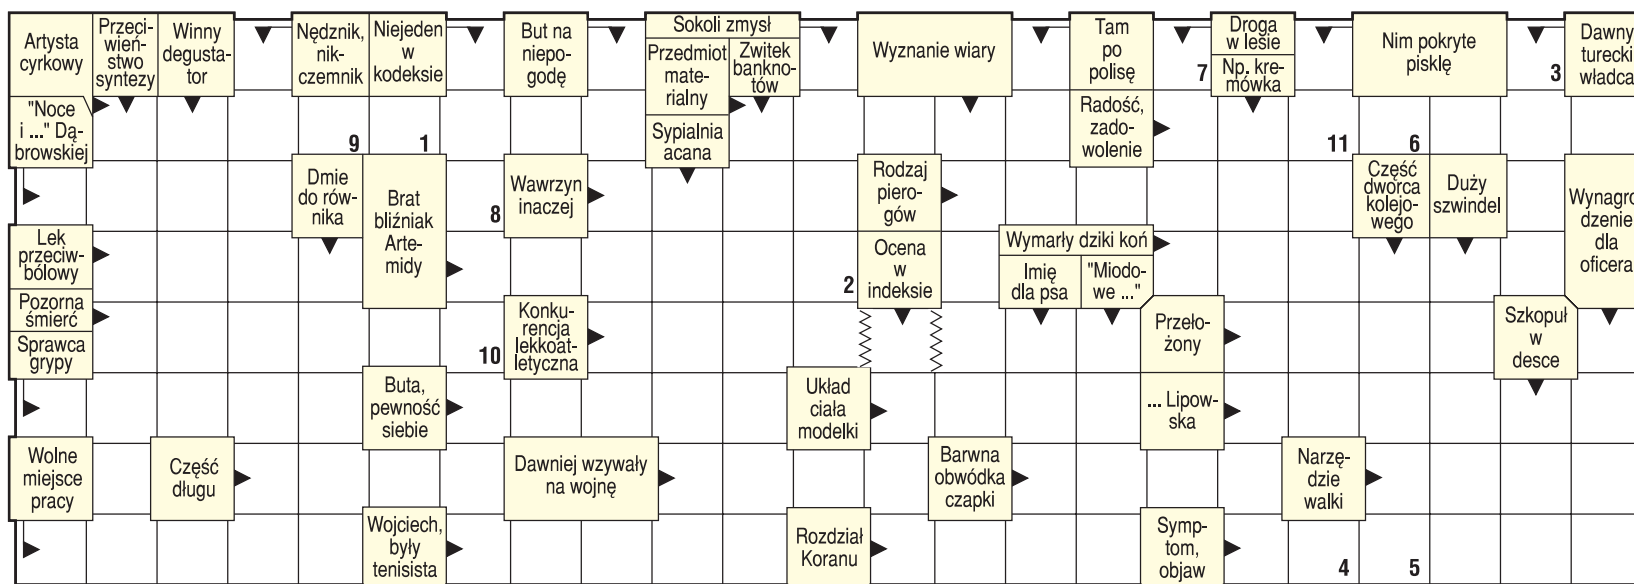 Artysta
cyrkowy
Przeci-
wień-
stwo
syntezy
Winny
degusta-
tor
Nędznik,
nik-
czemnik
Niejeden
w
kodeksie
But na
niepo-
godę
Sokoli zmysł
Przedmiot
mate-
rialny
Zwitek
bankno-
tów
Wyznanie wiary
Tam
po
polisę
7
Droga
w lesie
Np. kre-
mówka
Nim pokryte
pisklę
3
Dawny
turecki
władca
"Noce
i ..." Dą-
browskiej
9
1
Sypialnia
acana
Radość,
zado-
wolenie
11
6
Dmie
do rów-
nika
Brat
bliźniak
Arte-
midy
8
Wawrzyn
inaczej
Rodzaj
piero-
gów
Część
dworca
kolejo-
wego
Duży
szwindel
Wynagro-
dzenie
dla
oficera
Lek
przeciw-
bólowy
2
Ocena
w
indeksie
Wymarły dziki koń
Imię
dla psa
"Miodo-
we ..."
Pozorna
śmierć
Sprawca
grypy
10
Konku-
rencja
lekkoat-
letyczna
Przeło-
żony
Szkopuł
w
desce
Buta,
pewność
siebie
Układ
ciała
modelki
... Lipow-
ska
Wolne
miejsce
pracy
Część
długu
Dawniej wzywały
na wojnę
Barwna
obwódka
czapki
Narzę-
dzie
walki
Wojciech,
były
tenisista
Rozdział
Koranu
Symp-
tom,
objaw
4
5